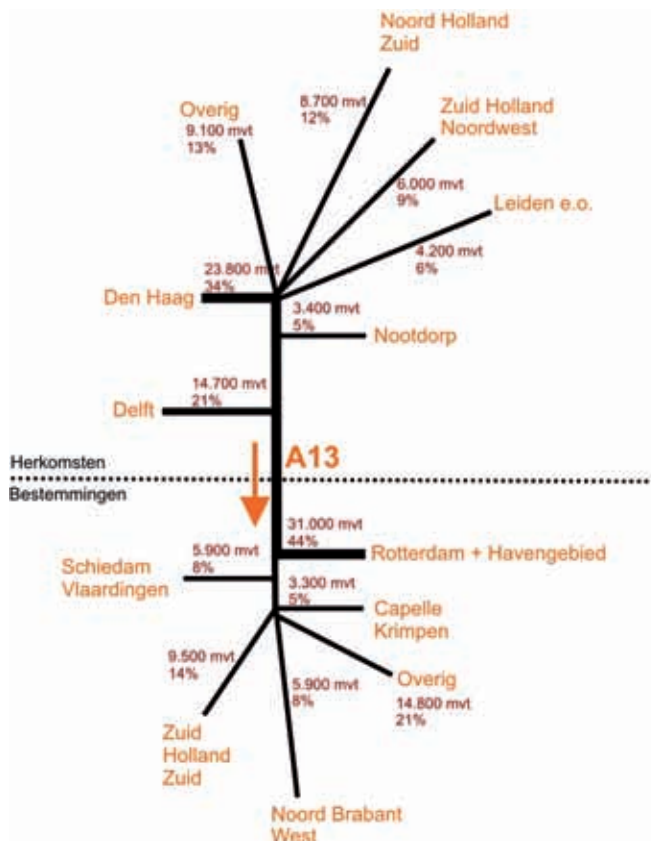 Noord Holland
Zuid
8.700 mvt
12%
Overig
9.100 mvt
13%
Zuid Holland
Noordwest
6.000 mvt
9%
Leiden e.o.
4.200 mvt
6%
23.800 mvt
34%
Den Haag
3.400 mvt
5%
Nootdorp
14.700 mvt
21%
Delft
A13
Herkomsten
Bestemmingen
31.000 mvt
44%
Rotterdam + Havengebied
5.900 mvt
8%
Schiedam
Vlaardingen
3.300 mvt
5%
Capelle
Krimpen
9.500 mvt
14%
Zuid
Holland
Zuid
5.900 mvt
8%
Noord Brabant
West
Overig
14.800 mvt
21%